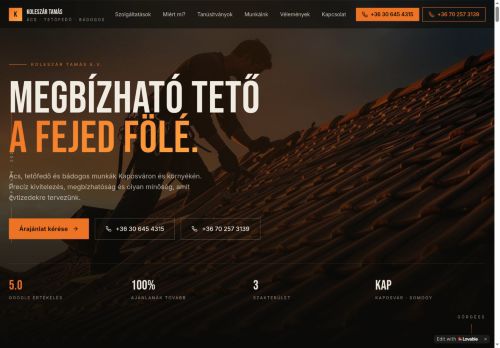 K
KOLESZÁR TAMÁS
ÁCS · TETŐFEDŐ · BÁDOGOS
Szolgáltatások
Miért mi?
Tanúsítványok
Munkáink
Vélemények
Kapcsolat
+36 30 645 4315
+36 70 257 3139
KOLESZÁR TAMÁS E.V.
MEGBÍZHATÓ TETŐ
A FEJED FÖLÉ.
Ács, tetőfedő és bádogos munkák Kaposváron és környékén.
Precíz kivitelezés, megbízhatóság és olyan minőség, amit
évtizedekre tervezünk.
Árajánlat kérése →
+36 30 645 4315
+36 70 257 3139
5.0
GOOGLE ÉRTÉKELÉS
100%
AJÁNLANÁK TOVÁBB
3
SZAKTERÜLET
KAP
KAPOSVÁR · SOMOGY
GÖRGESS
Edit with Lovable ×